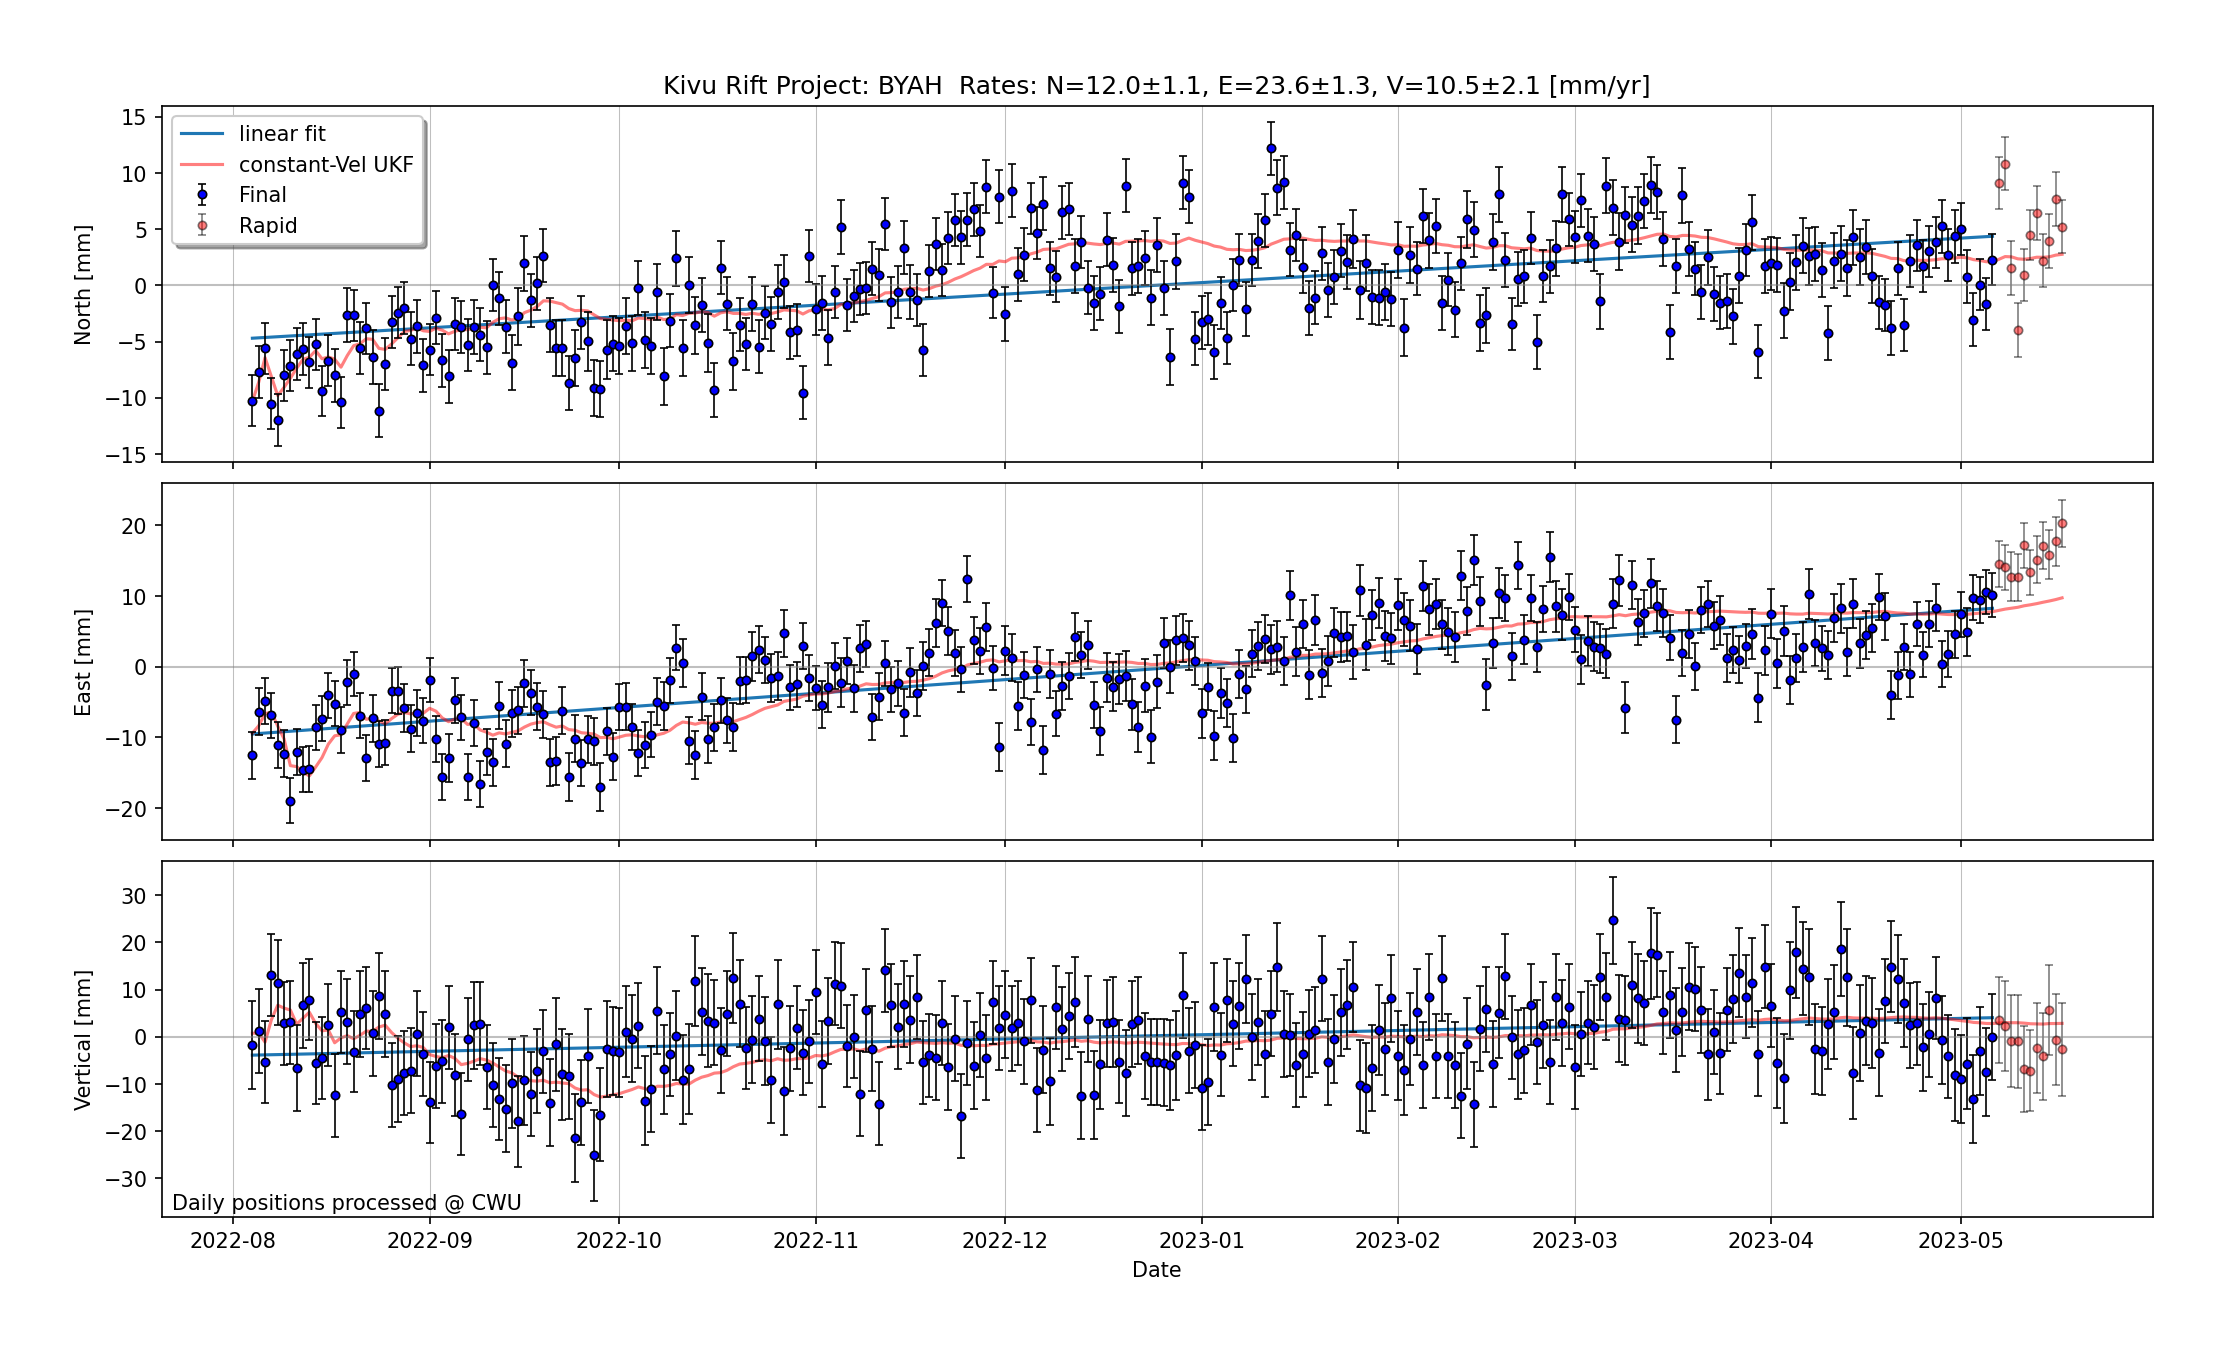 Kivu Rift Project: BYAH  Rates: N=12.0±1.1, E=23.6±1.3, V=10.5±2.1 [mm/yr]
15
10
5
0
−5
−10
−15
North [mm]
linear fit
constant-Vel UKF
Final
Rapid
20
10
0
−10
−20
East [mm]
30
20
10
0
−10
−20
−30
Vertical [mm]
Daily positions processed @ CWU
2022-08 2022-09 2022-10 2022-11 2022-12 2023-01 2023-02 2023-03 2023-04 2023-05
Date